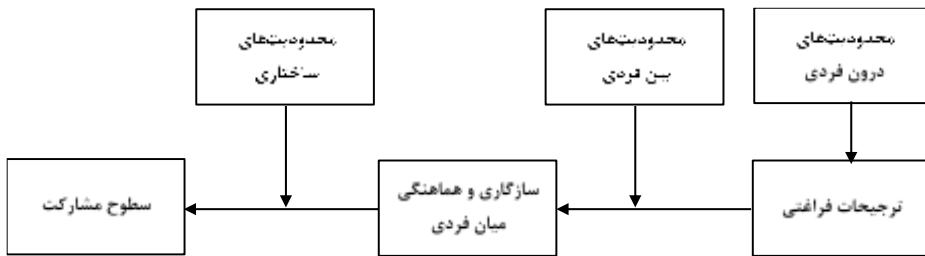 محدودیت‌های
درون فردی
محدودیت‌های
بین فردی
محدودیت‌های
ساختاری
ترجیحات فراغتی
سازگاری و هماهنگی
میان فردی
سطوح مشارکت